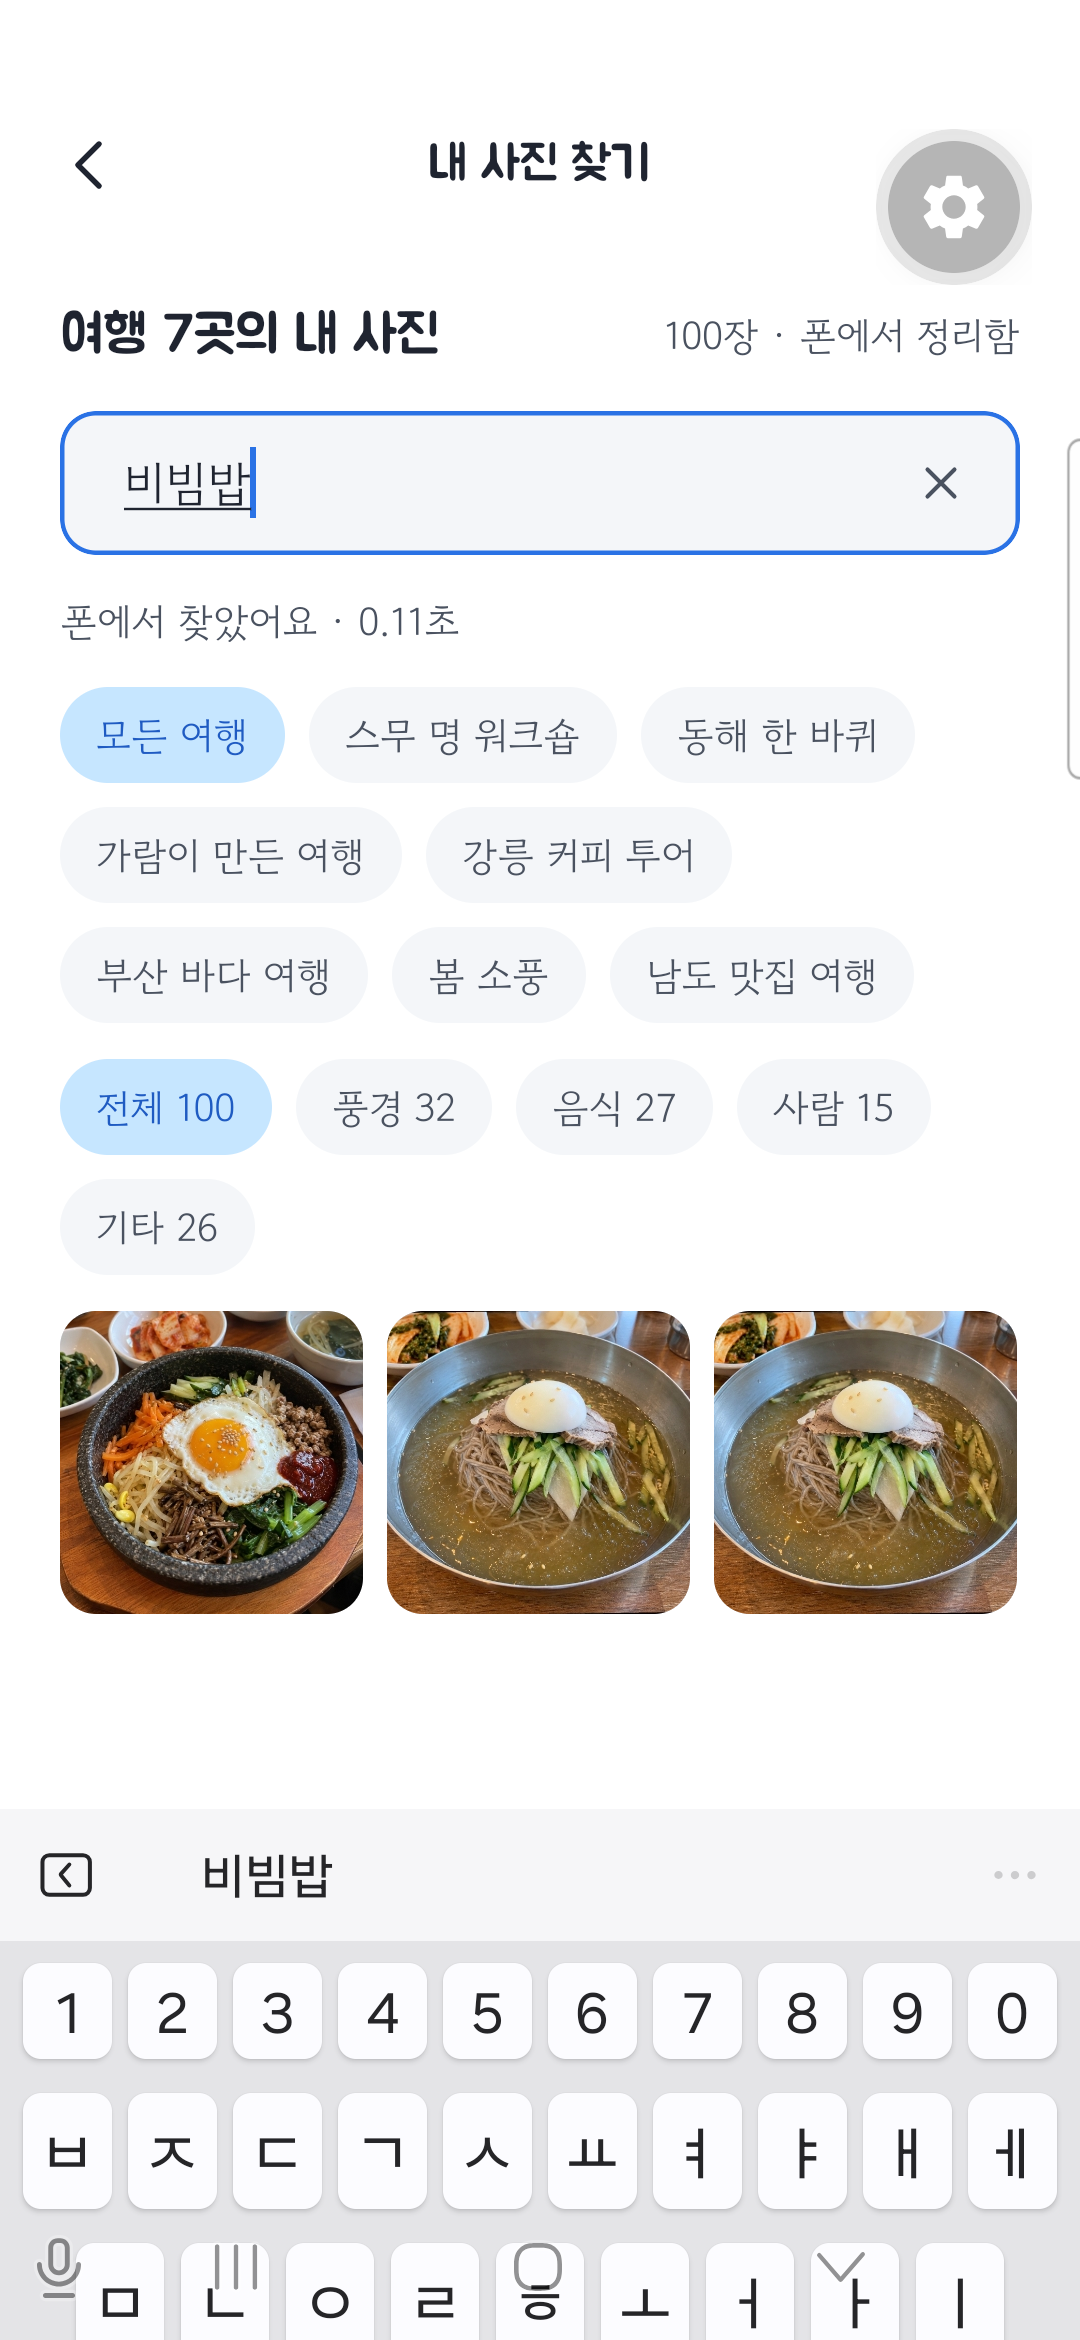 내 사진 찾기
여행 7곳의 내 사진
100장 · 폰에서 정리함
비빔밥
폰에서 찾았어요 · 0.11초
모든 여행 스무 명 워크숍 동해 한 바퀴
가람이 만든 여행 강릉 커피 투어
부산 바다 여행 봄 소풍 남도 맛집 여행
전체 100 풍경 32 음식 27 사람 15
기타 26
비빔밥
1 2 3 4 5 6 7 8 9 0
ㅂ ㅈ ㄷ ㄱ ㅅ ㅛ ㅕ ㅑ ㅐ ㅔ
ㅁ ㄴ ㅇ ㄹ ㅎ ㅗ ㅓ ㅏ ㅣ